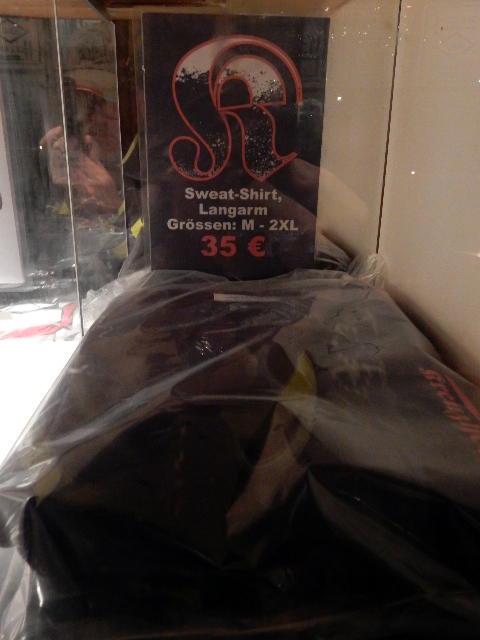 R
Sweat-Shirt,
Langarm
Grössen: M - 2XL
35 €